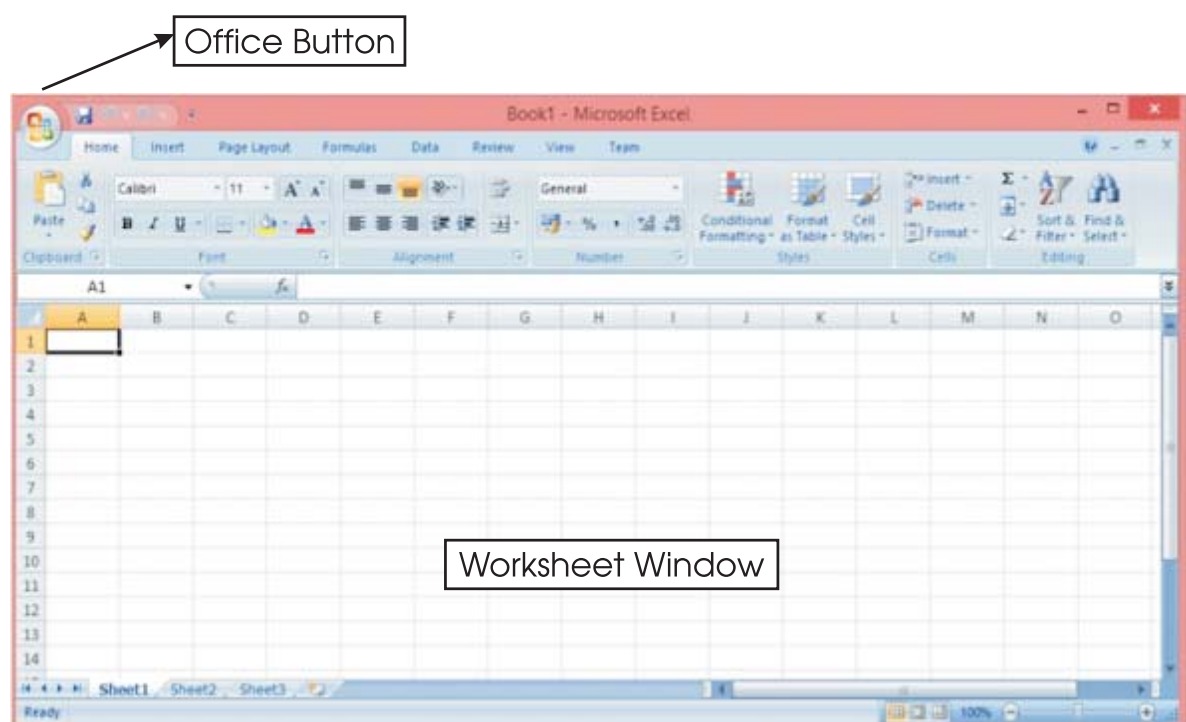 Office Button
Book1 - Microsoft Excel
Home Insert Page Layout Formulas Data Review View Team
Calibri 11 A A General Insert
Paste B I U A % Conditional Format Cell Delete Sort & Find &
Formatting as Table Styles Format Filter Select
Clipboard Font Alignment Number Styles Cells Editing
A1 fx
A B C D E F G H I J K L M N O
1
2
3
4
5
6
7
8
9
10
Worksheet Window
11
12
13
14
Sheet1 Sheet2 Sheet3
Ready 100%